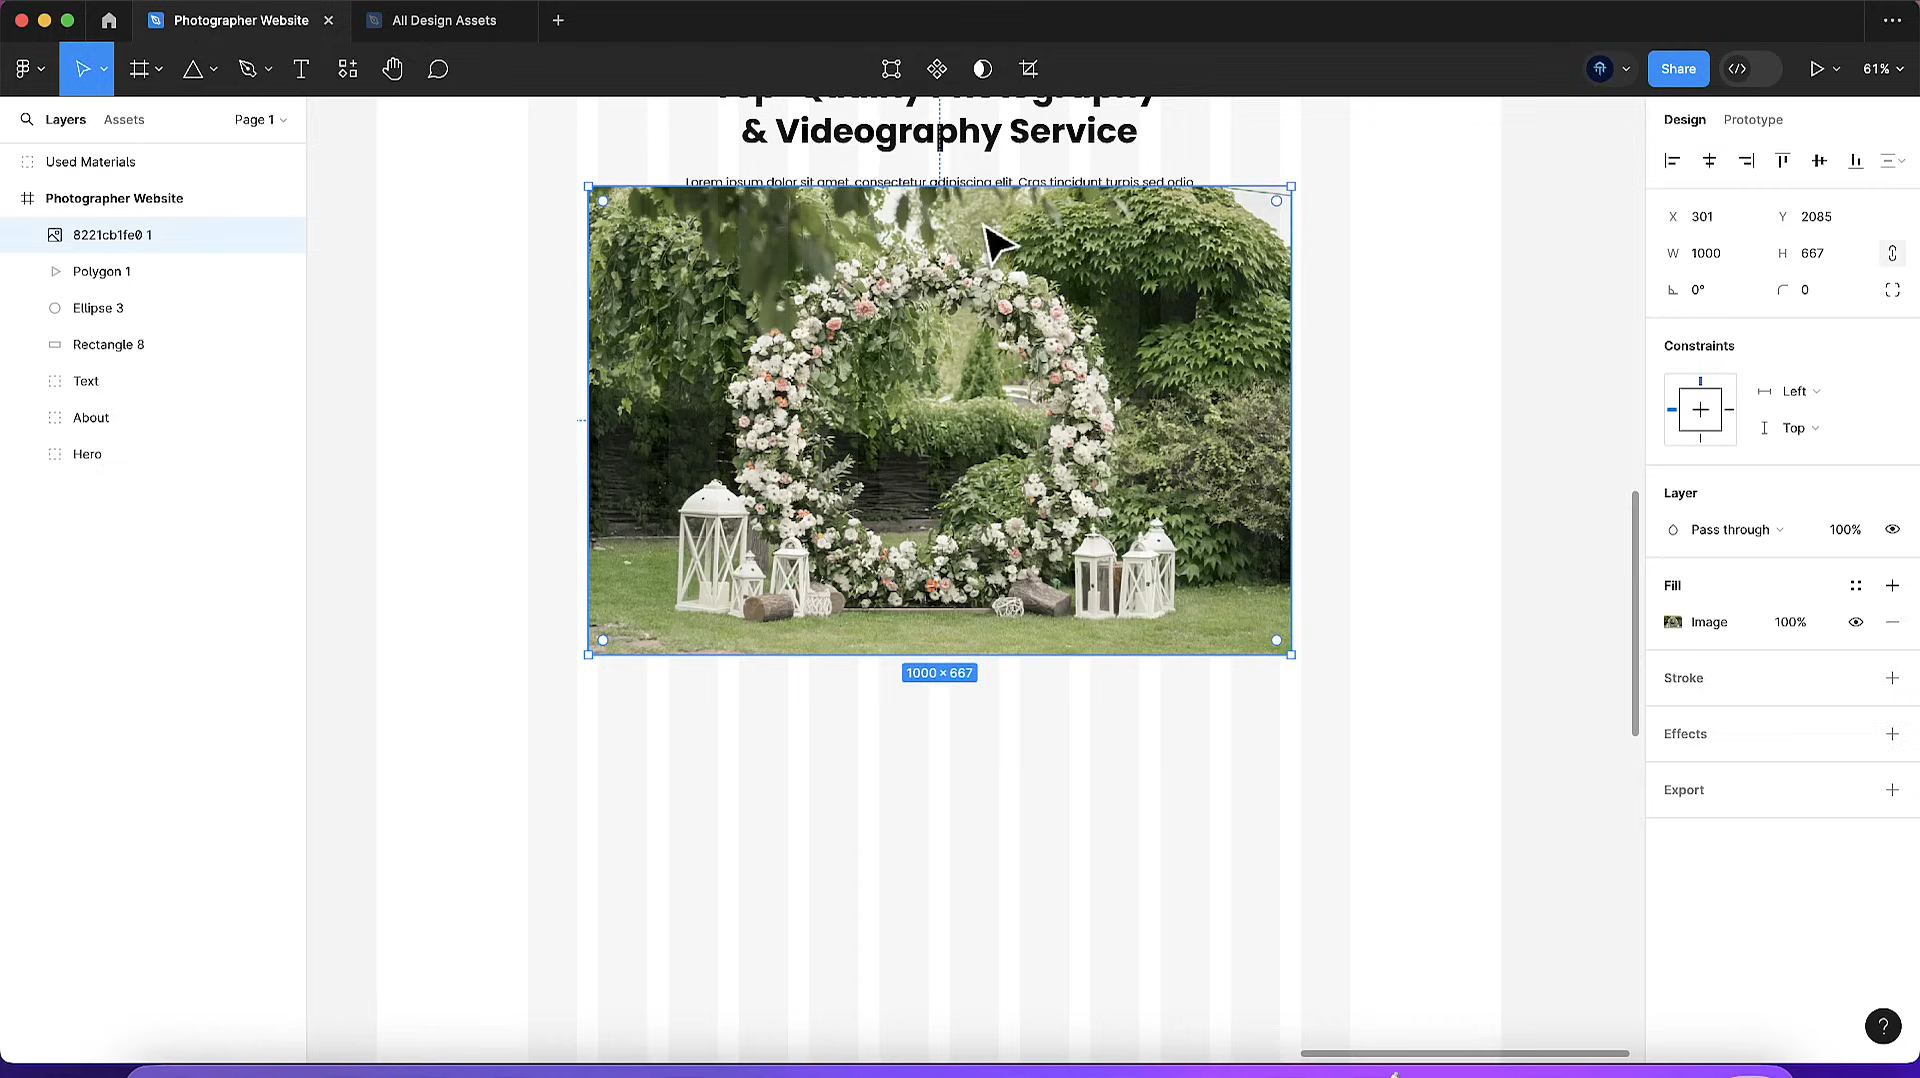 Photographer Website
All Design Assets
Share
61%
Layers
Assets
Page 1
Used Materials
Photographer Website
8221cb1fe0 1
Polygon 1
Ellipse 3
Rectangle 8
Text
About
Hero
Top-Quality Photography
& Videography Service
Lorem ipsum dolor sit amet, consectetur adipiscing elit. Cras tincidunt turpis sed odio
1000 × 667
Design
Prototype
X 301 Y 2085
W 1000 H 667
0° 0
Constraints
Left
Top
Layer
Pass through 100%
Fill
Image 100%
Stroke
Effects
Export
?